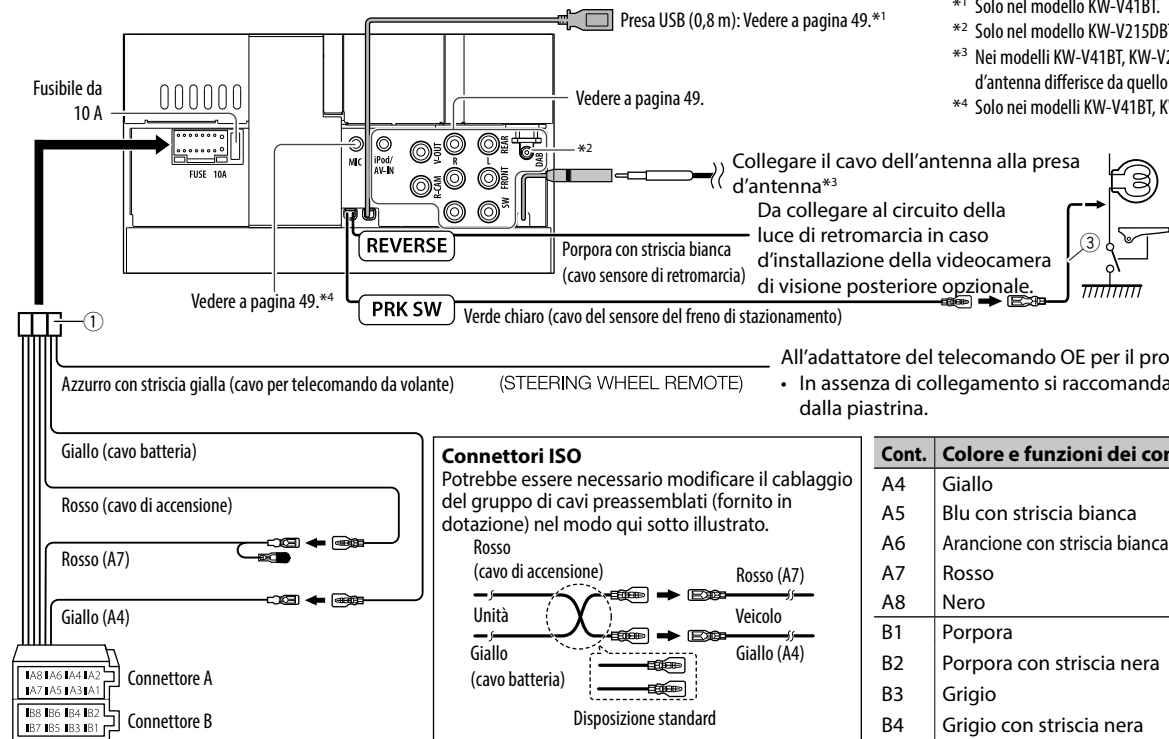 Presa USB (0,8 m): Vedere a pagina 49.*1
*1 Solo nel modello KW-V41BT.
*2 Solo nel modello KW-V215DBT
*3 Nei modelli KW-V41BT, KW-V2
d'antenna differisce da quello
*4 Solo nei modelli KW-V41BT, KW
Fusibile da
10 A
Vedere a pagina 49.
FUSE 10A
MIC
iPod/
AV-IN
V-OUT
R-CAM
R
L
REAR
FRONT
SW
DAB
*2
Collegare il cavo dell'antenna alla presa
d'antenna*3
REVERSE
Porpora con striscia bianca
(cavo sensore di retromarcia)
Da collegare al circuito della
luce di retromarcia in caso
d'installazione della videocamera
di visione posteriore opzionale.
③
Vedere a pagina 49.*4
PRK SW
Verde chiaro (cavo del sensore del freno di stazionamento)
①
Azzurro con striscia gialla (cavo per telecomando da volante)
(STEERING WHEEL REMOTE)
All'adattatore del telecomando OE per il pro
• In assenza di collegamento si raccomanda
dalla piastrina.
Giallo (cavo batteria)
Rosso (cavo di accensione)
Rosso (A7)
Giallo (A4)
A8 A6 A4 A2
A7 A5 A3 A1
Connettore A
B8 B6 B4 B2
B7 B5 B3 B1
Connettore B
Connettori ISO
Potrebbe essere necessario modificare il cablaggio
del gruppo di cavi preassemblati (fornito in
dotazione) nel modo qui sotto illustrato.
Rosso
(cavo di accensione)
Rosso (A7)
Unità
Veicolo
Giallo
(cavo batteria)
Giallo (A4)
Disposizione standard
Cont. Colore e funzioni dei con
A4 Giallo
A5 Blu con striscia bianca
A6 Arancione con striscia bianca
A7 Rosso
A8 Nero
B1 Porpora
B2 Porpora con striscia nera
B3 Grigio
B4 Grigio con striscia nera